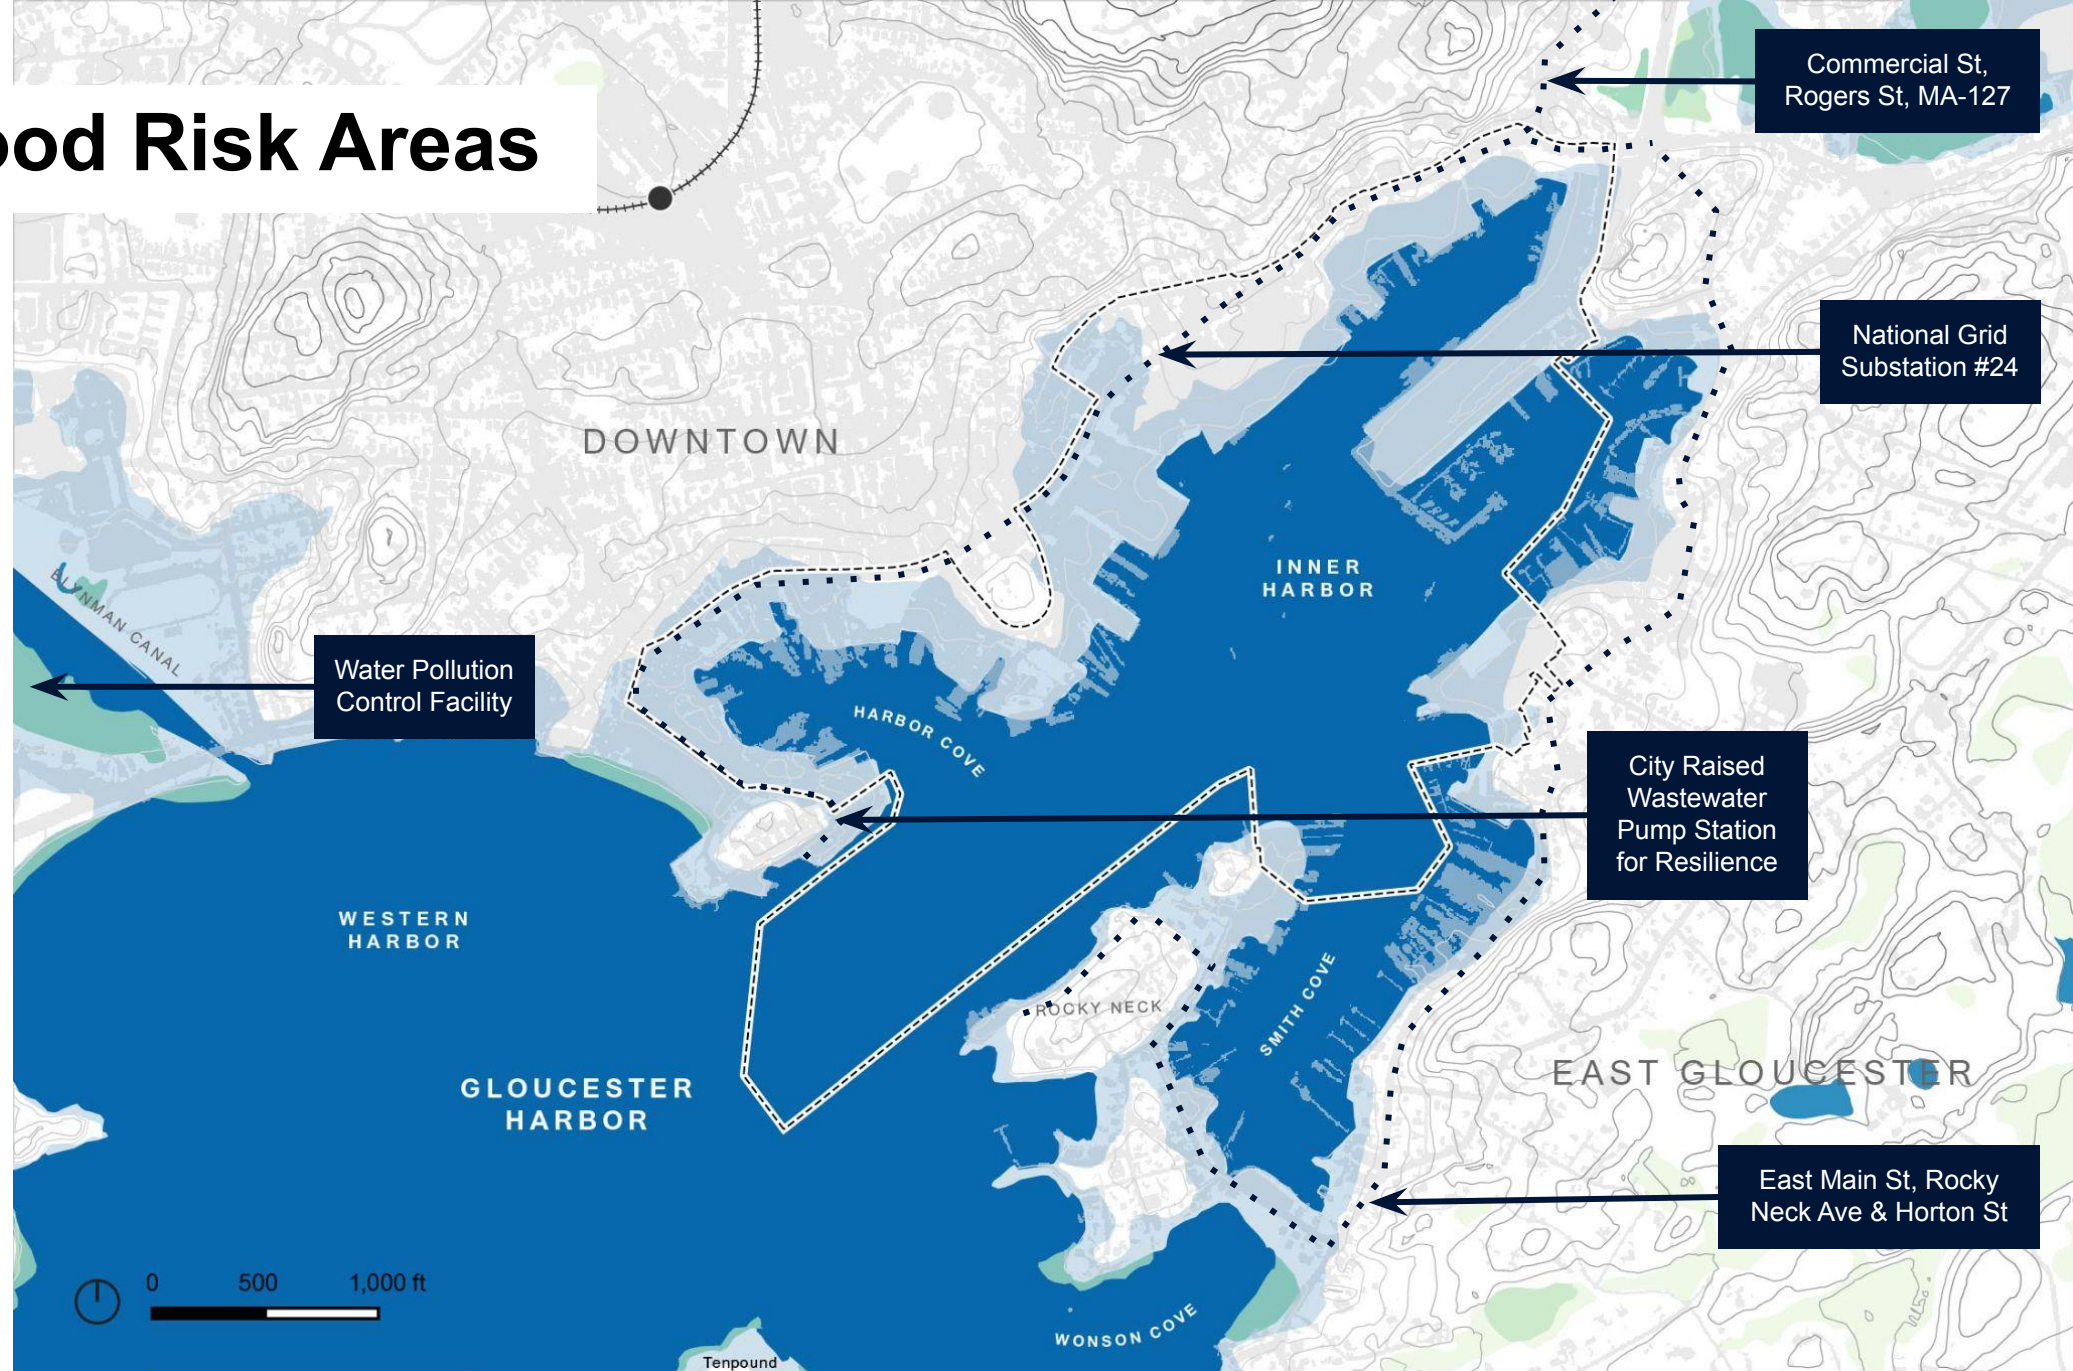 ood Risk Areas
Commercial St,
Rogers St, MA-127
National Grid
Substation #24
DOWNTOWN
INNER
HARBOR
BLYNMAN CANAL
Water Pollution
Control Facility
HARBOR COVE
City Raised
Wastewater
Pump Station
for Resilience
WESTERN
HARBOR
ROCKY NECK
SMITH COVE
GLOUCESTER
HARBOR
EAST GLOUCESTER
East Main St, Rocky
Neck Ave & Horton St
0 500 1,000 ft
WONSON COVE
Tenpound